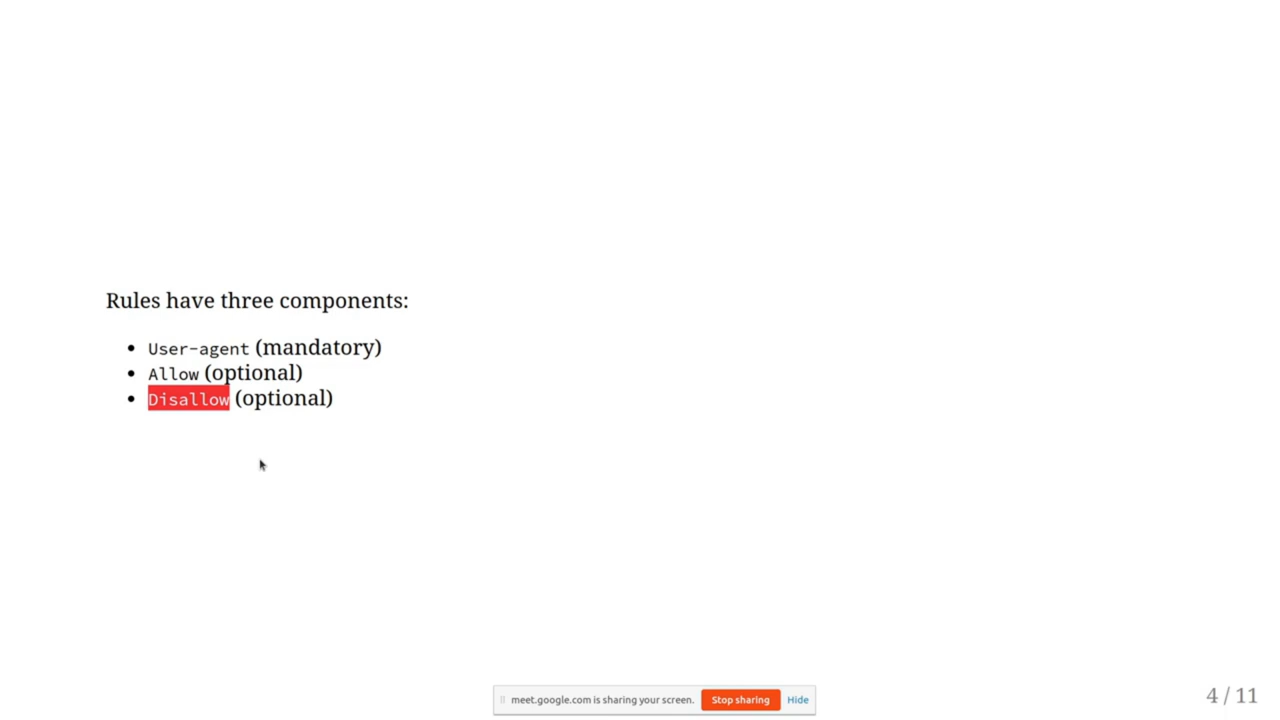 Rules have three components:
User-agent (mandatory)
Allow (optional)
Disallow (optional)
meet.google.com is sharing your screen. Stop sharing Hide
4 / 11